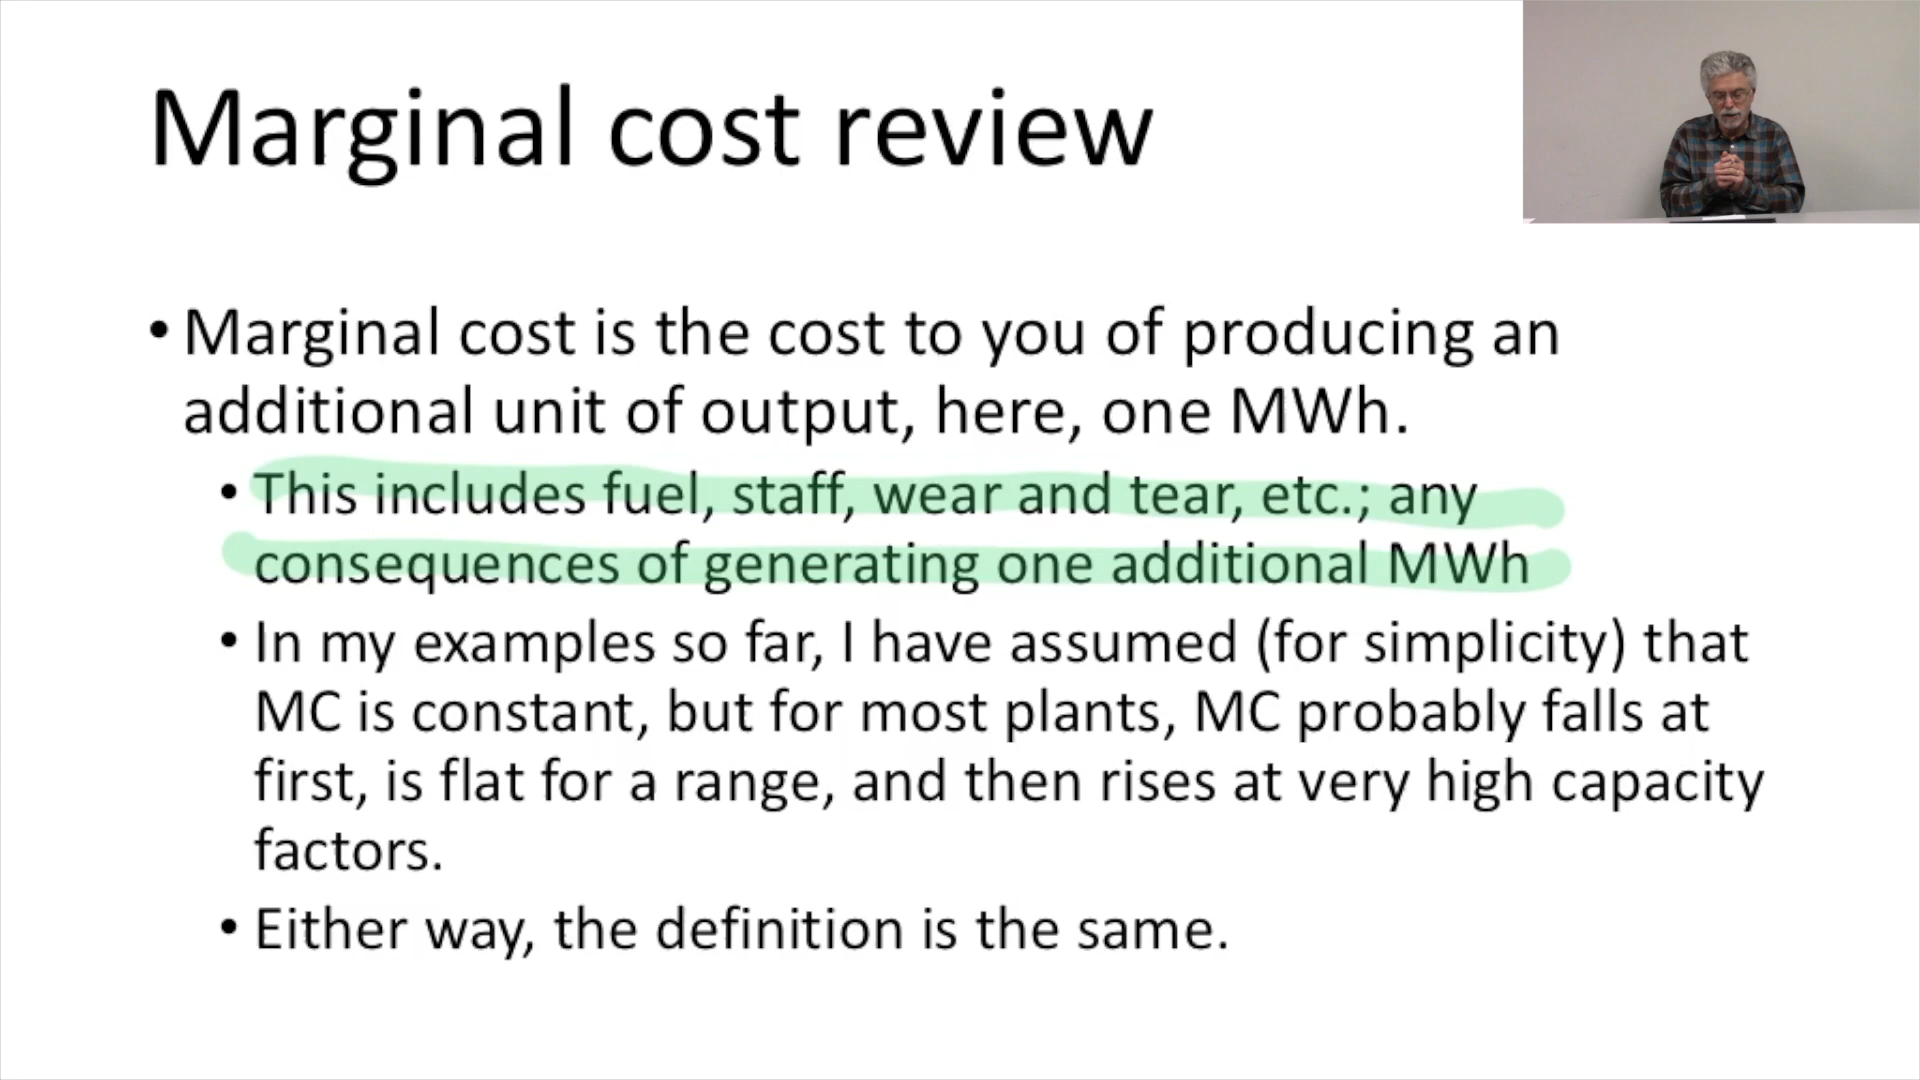 Marginal cost review
• Marginal cost is the cost to you of producing an
additional unit of output, here, one MWh.
• This includes fuel, staff, wear and tear, etc.; any
consequences of generating one additional MWh
• In my examples so far, I have assumed (for simplicity) that
MC is constant, but for most plants, MC probably falls at
first, is flat for a range, and then rises at very high capacity
factors.
• Either way, the definition is the same.